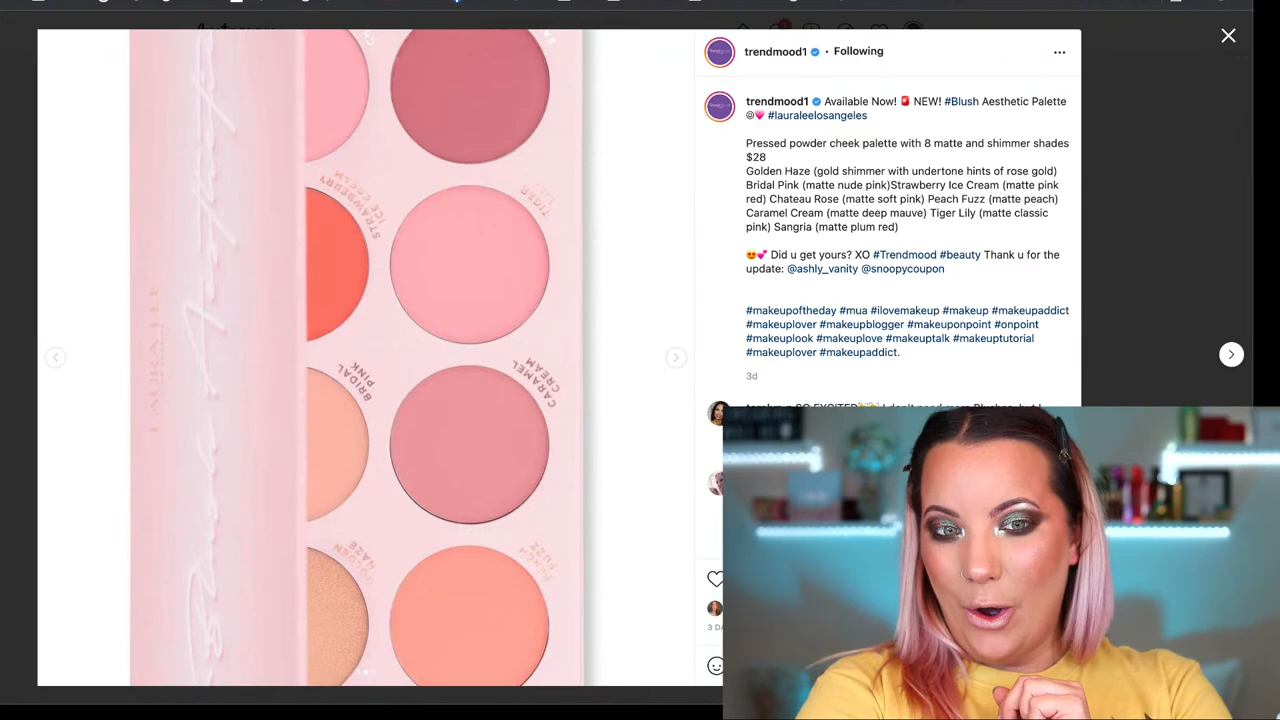 trendmood1 • Following
trendmood1 Available Now! 🚨 NEW! #Blush Aesthetic Palette
😍💗 #lauraleelosangeles
Pressed powder cheek palette with 8 matte and shimmer shades
$28
Golden Haze (gold shimmer with undertone hints of rose gold)
Bridal Pink (matte nude pink)Strawberry Ice Cream (matte pink
red) Chateau Rose (matte soft pink) Peach Fuzz (matte peach)
Caramel Cream (matte deep mauve) Tiger Lily (matte classic
pink) Sangria (matte plum red)
😍💕 Did u get yours? XO #Trendmood #beauty Thank u for the
update: @ashly_vanity @snoopycoupon
#makeupoftheday #mua #ilovemakeup #makeup #makeupaddict
#makeuplover #makeupblogger #makeuponpoint #onpoint
#makeuplook #makeuplove #makeuptalk #makeuptutorial
#makeuplover #makeupaddict.
3d
STRAWBERRY
ICE CREAM
TIGER
LILY
BRIDAL
PINK
CARAMEL
CREAM
GOLDEN
HAZE
PEACH
FUZZ